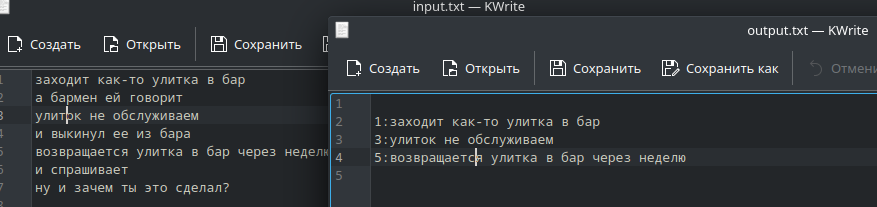 input.txt — KWrite
output.txt — KWrite
Создать
Открыть
Сохранить
Создать
Открыть
Сохранить
Сохранить как
Отмени
1 заходит как-то улитка в бар
2 а бармен ей говорит
3 улиток не обслуживаем
4 и выкинул ее из бара
5 возвращается улитка в бар через неделю
6 и спрашивает
7 ну и зачем ты это сделал?
1
2 1:заходит как-то улитка в бар
3 3:улиток не обслуживаем
4 5:возвращается улитка в бар через неделю
5